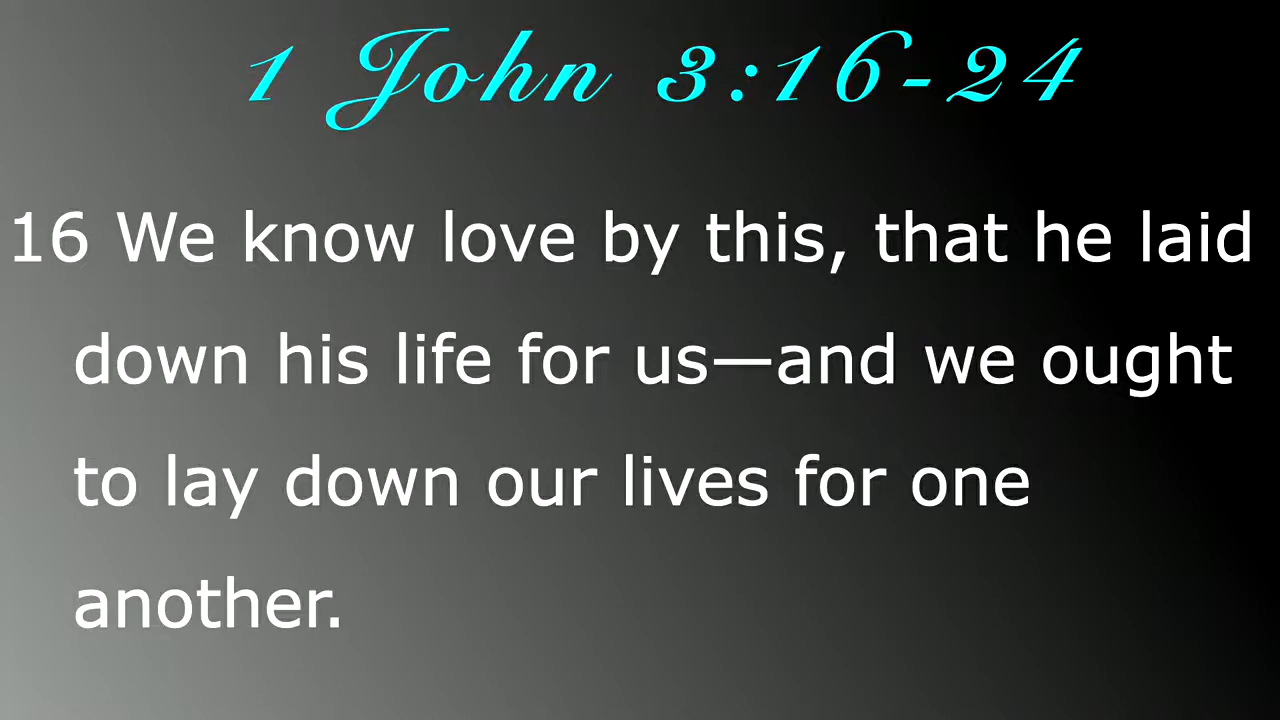 1 John 3:16-24
16 We know love by this, that he laid
down his life for us—and we ought
to lay down our lives for one
another.